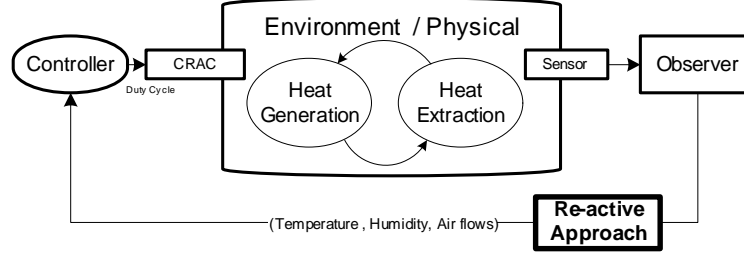 Environment / Physical
Controller
CRAC
Sensor
Observer
Duty Cycle
Heat
Generation
Heat
Extraction
(Temperature , Humidity, Air flows)
Re-active
Approach